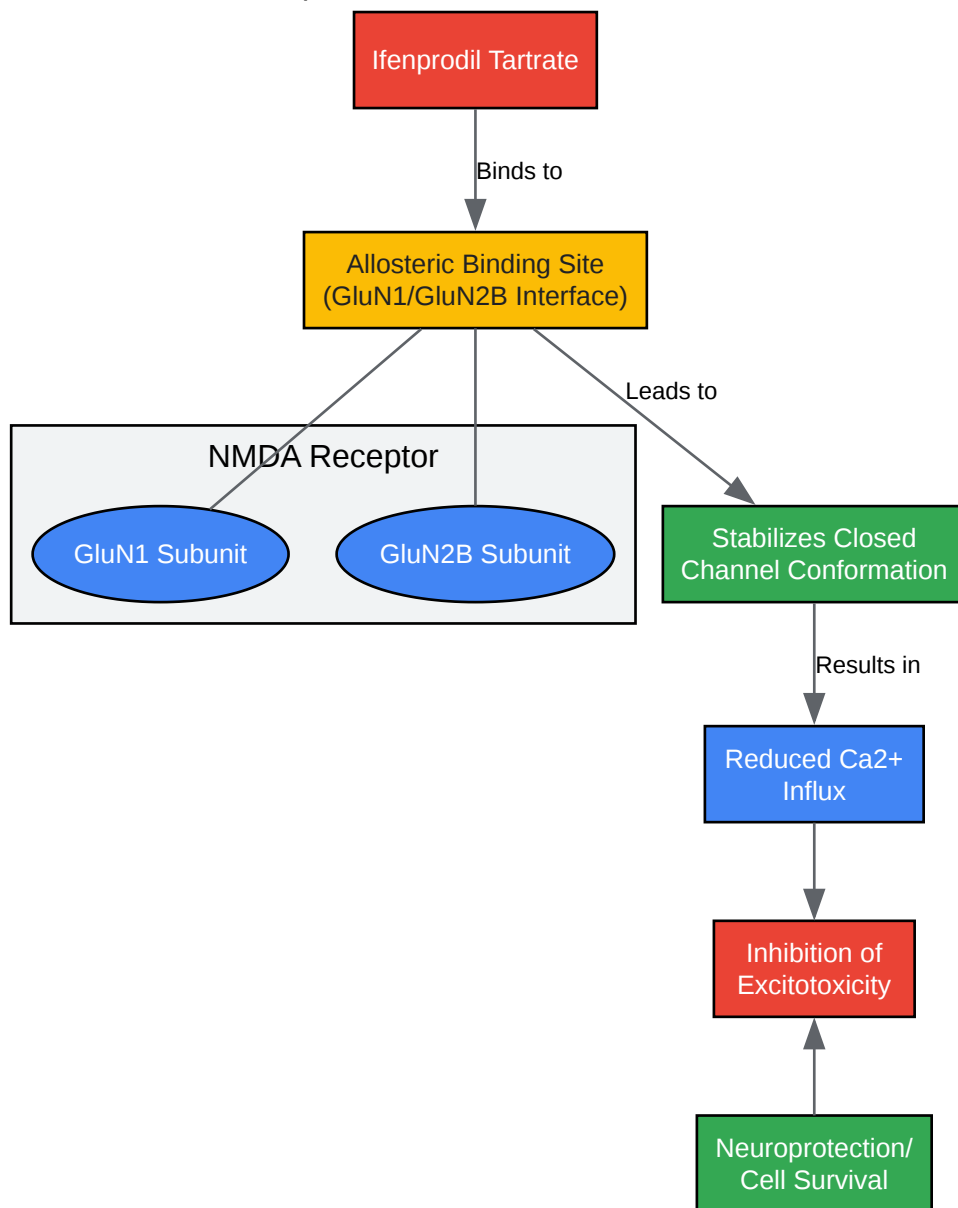 Ifenprodil Tartrate
Binds to
Allosteric Binding Site
(GluN1/GluN2B Interface)
Leads to
NMDA Receptor
GluN1 Subunit
GluN2B Subunit
Stabilizes Closed
Channel Conformation
Results in
Reduced Ca2+
Influx
Inhibition of
Excitotoxicity
Neuroprotection/
Cell Survival